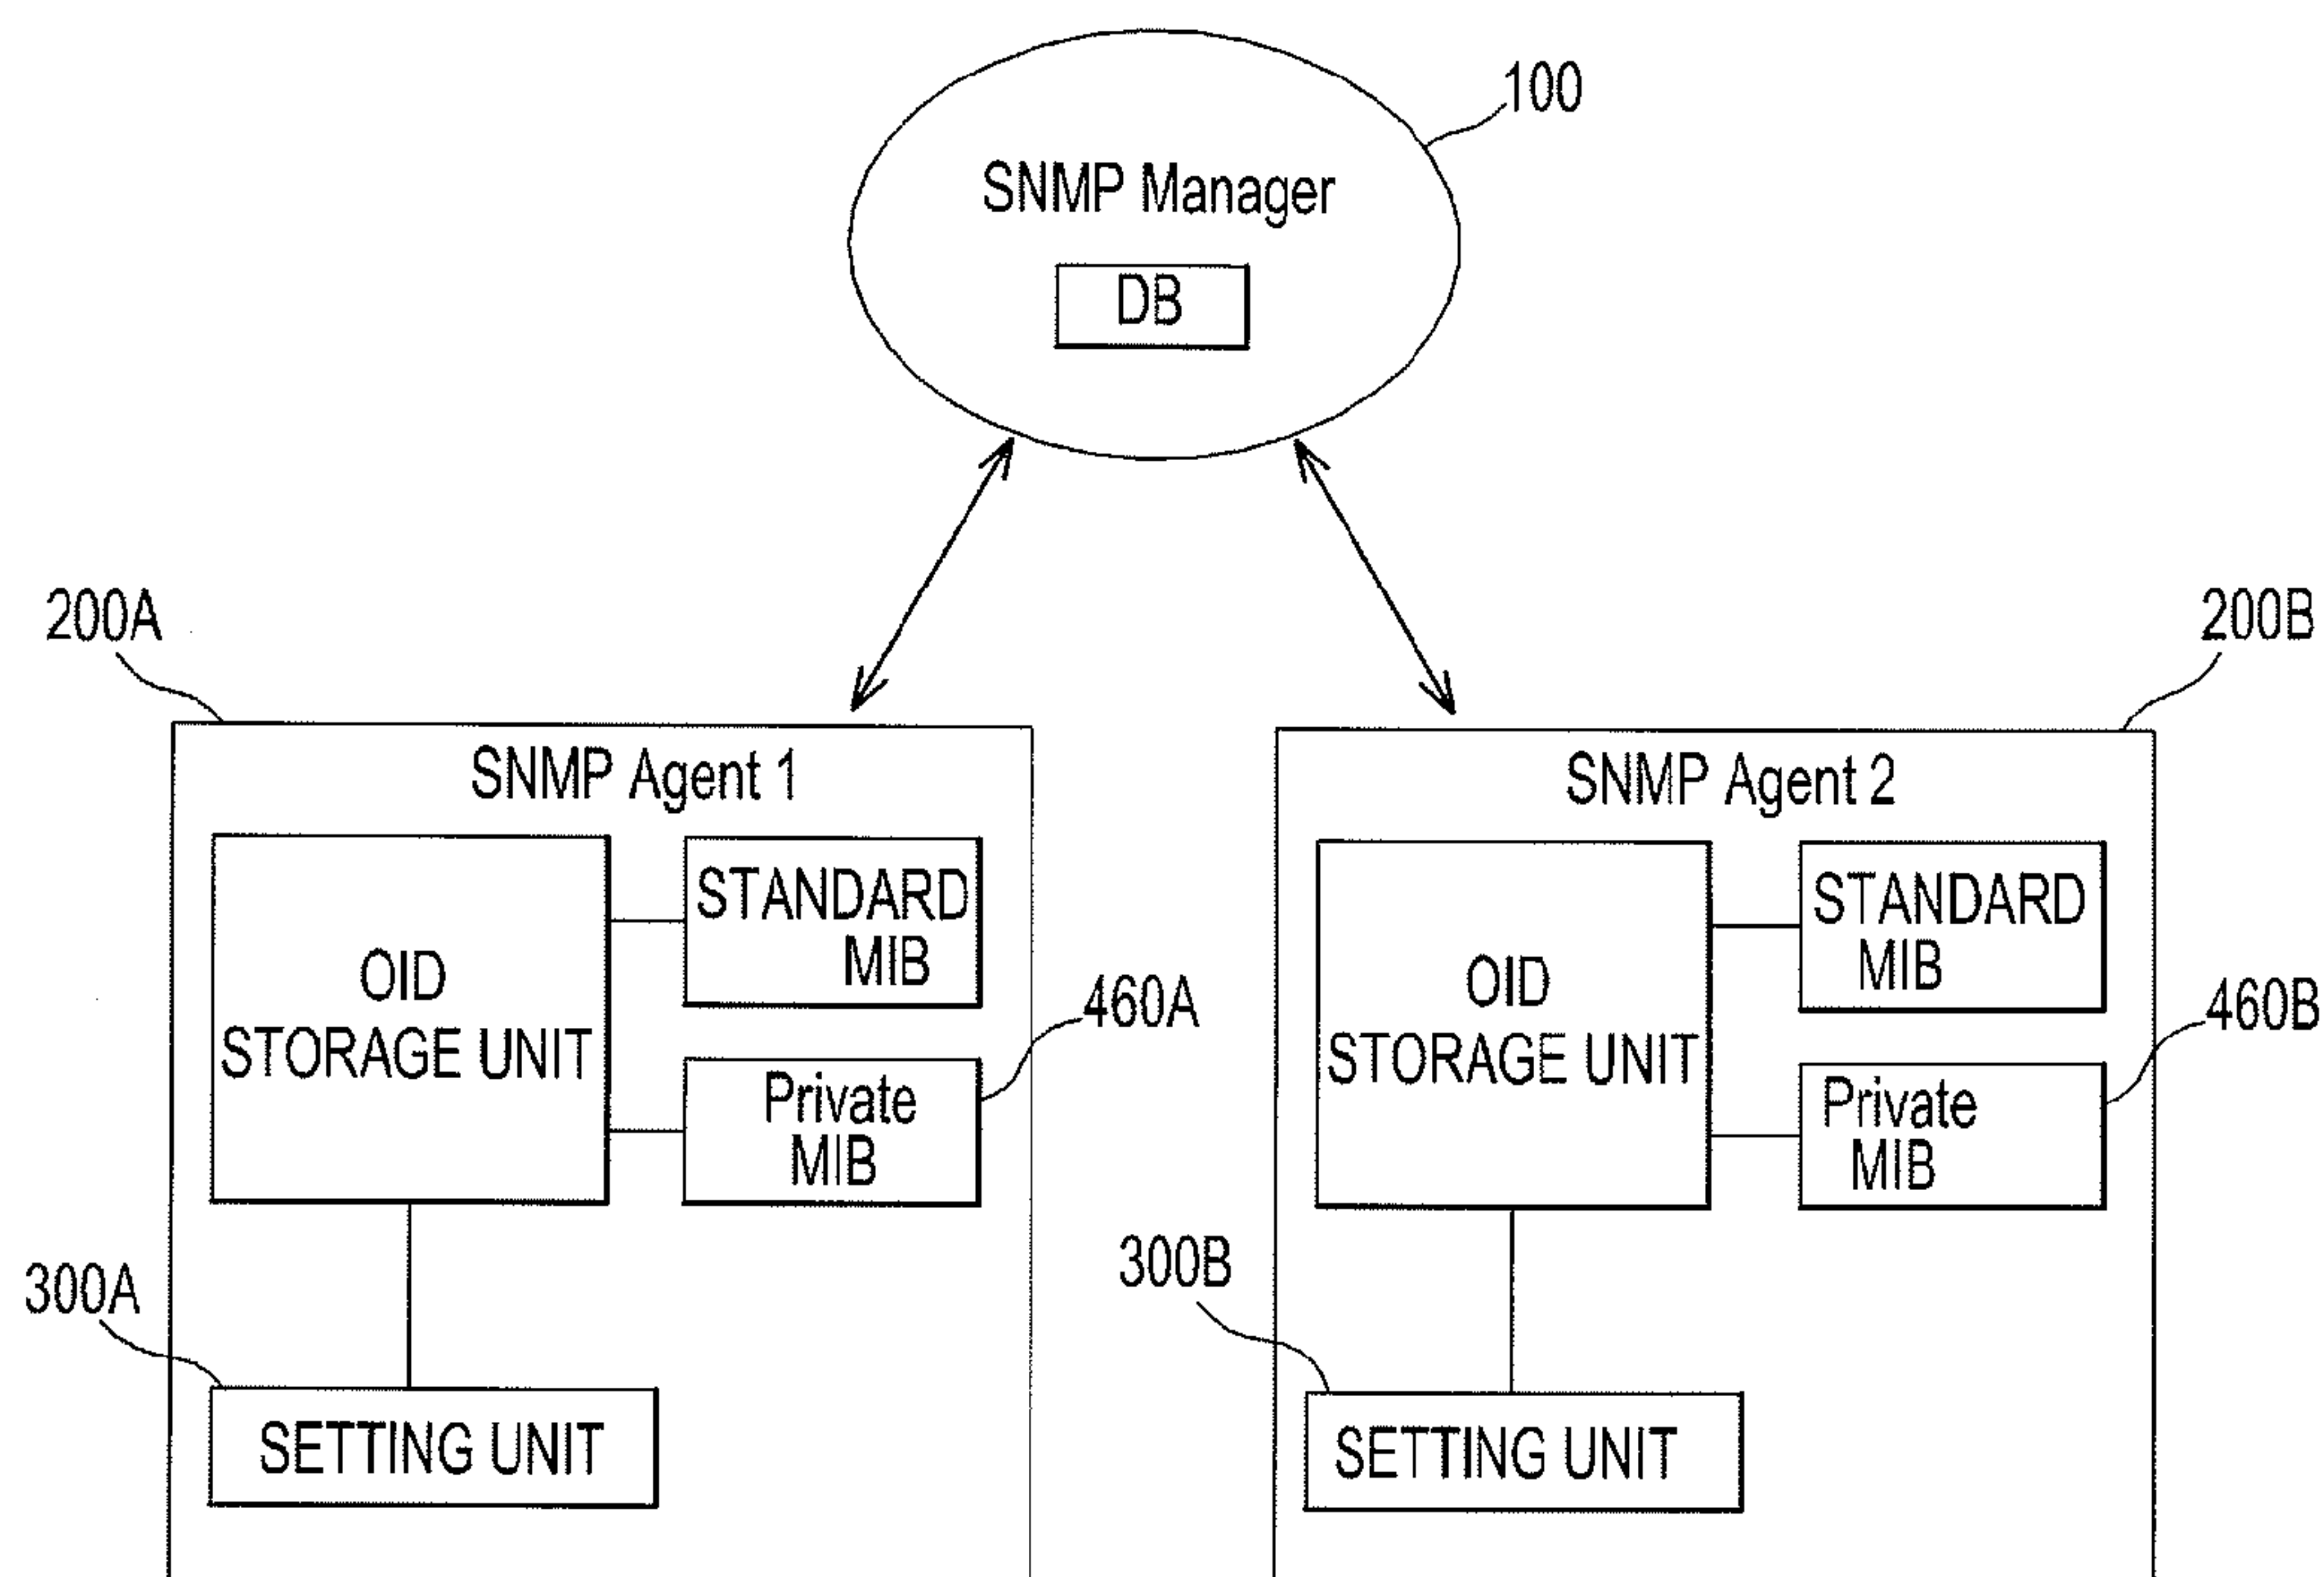 100
SNMP Manager
DB
200A
200B
SNMP Agent 1
OID
STORAGE UNIT
STANDARD
MIB
460A
Private
MIB
300A
SETTING UNIT
SNMP Agent 2
OID
STORAGE UNIT
STANDARD
MIB
460B
Private
MIB
300B
SETTING UNIT